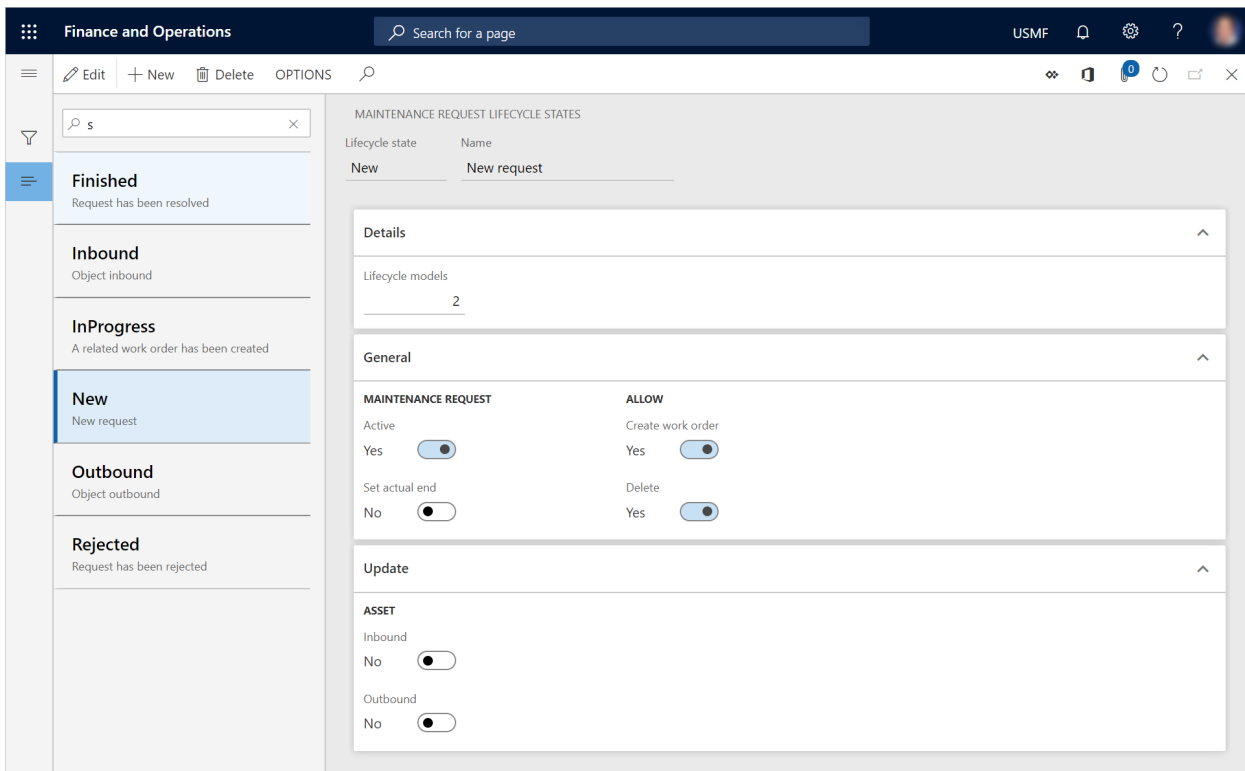 Finance and Operations
Search for a page
USMF
Edit
New
Delete
OPTIONS
0
s
Finished
Request has been resolved
Inbound
Object inbound
InProgress
A related work order has been created
New
New request
Outbound
Object outbound
Rejected
Request has been rejected
MAINTENANCE REQUEST LIFECYCLE STATES
Lifecycle state Name
New New request
Details
Lifecycle models
2
General
MAINTENANCE REQUEST ALLOW
Active Create work order
Yes Yes
Set actual end Delete
No Yes
Update
ASSET
Inbound
No
Outbound
No